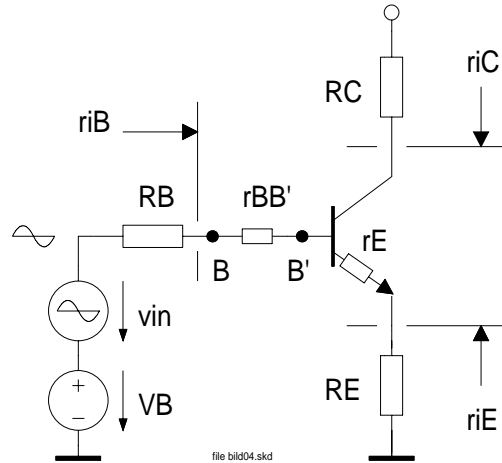 riC
RC
riB
RB
rBB'
rE
B
B'
vin
+
−
VB
RE
riE
file bild04.skd